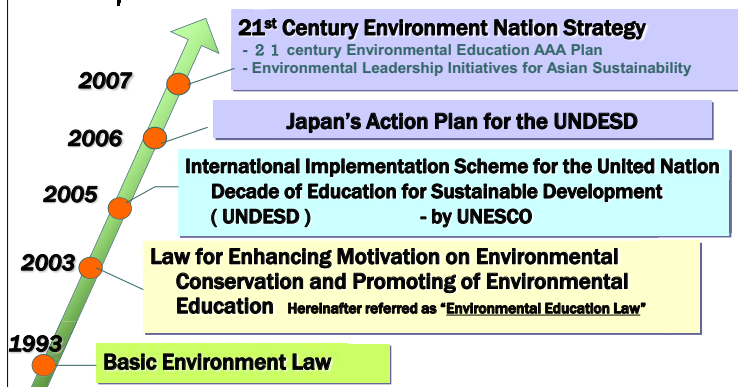 21st Century Environment Nation Strategy
- ２１century Environmental Education AAA Plan
- Environmental Leadership Initiatives for Asian Sustainability
2007
Japan's Action Plan for the UNDESD
2006
International Implementation Scheme for the United Nation
Decade of Education for Sustainable Development
( UNDESD ) - by UNESCO
2005
Law for Enhancing Motivation on Environmental
Conservation and Promoting of Environmental
Education Hereinafter referred as “Environmental Education Law”
2003
1993
Basic Environment Law